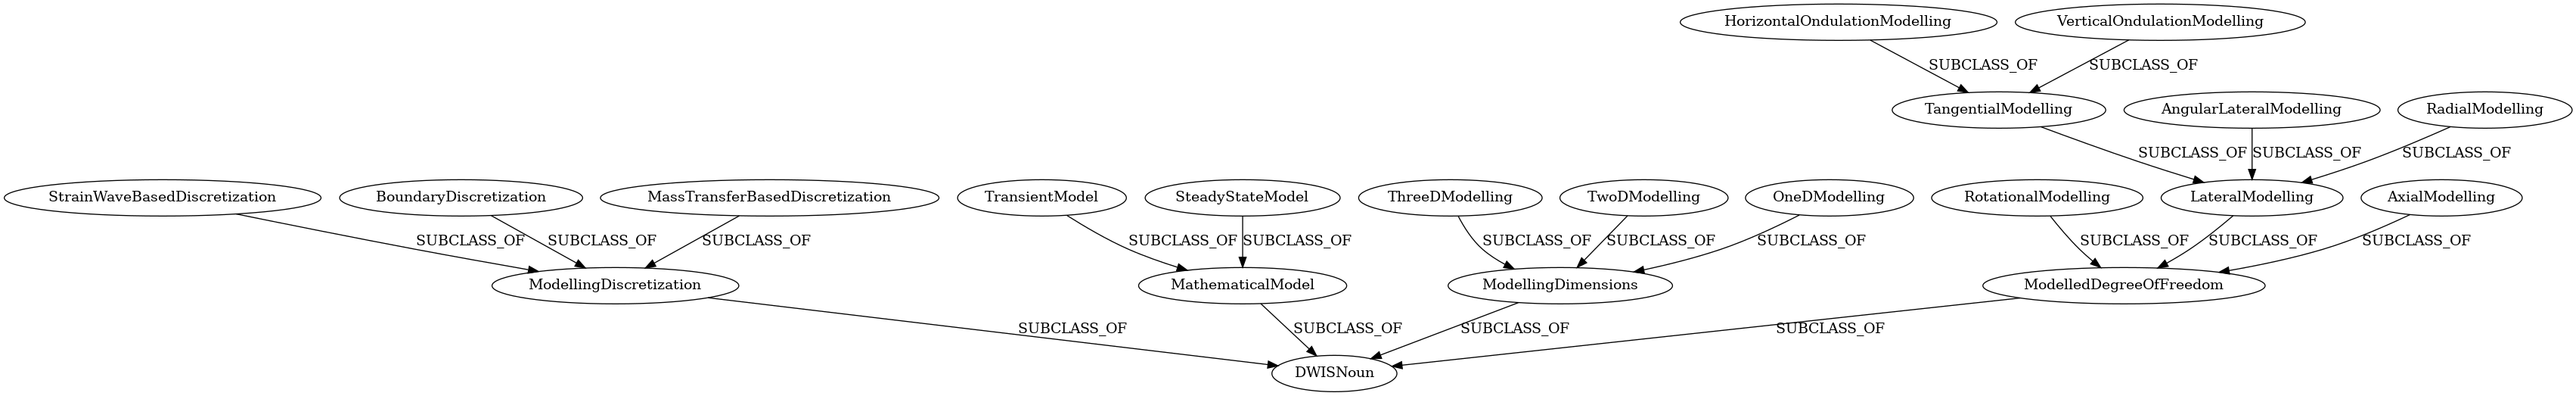 HorizontalOndulationModelling
VerticalOndulationModelling
SUBCLASS_OF
SUBCLASS_OF
TangentialModelling
AngularLateralModelling
RadialModelling
SUBCLASS_OF
SUBCLASS_OF
SUBCLASS_OF
StrainWaveBasedDiscretization
BoundaryDiscretization
MassTransferBasedDiscretization
TransientModel
SteadyStateModel
ThreeDModelling
TwoDModelling
OneDModelling
RotationalModelling
LateralModelling
AxialModelling
SUBCLASS_OF
SUBCLASS_OF
SUBCLASS_OF
SUBCLASS_OF
SUBCLASS_OF
SUBCLASS_OF
SUBCLASS_OF
SUBCLASS_OF
SUBCLASS_OF
SUBCLASS_OF
SUBCLASS_OF
ModellingDiscretization
MathematicalModel
ModellingDimensions
ModelledDegreeOfFreedom
SUBCLASS_OF
SUBCLASS_OF
SUBCLASS_OF
SUBCLASS_OF
DWISNoun